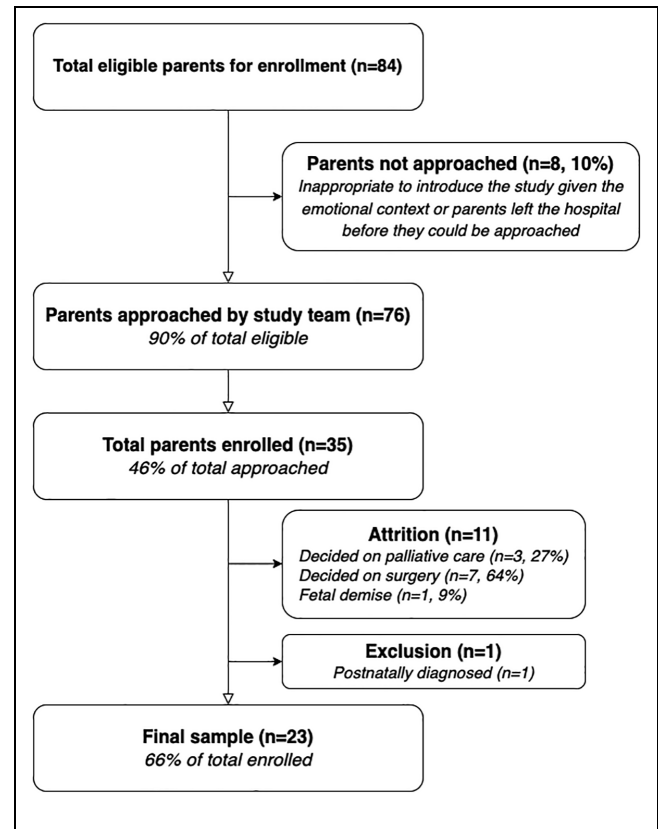 Total eligible parents for enrollment (n=84)
Parents not approached (n=8, 10%)
Inappropriate to introduce the study given the
emotional context or parents left the hospital
before they could be approached
Parents approached by study team (n=76)
90% of total eligible
Total parents enrolled (n=35)
46% of total approached
Attrition (n=11)
Decided on palliative care (n=3, 27%)
Decided on surgery (n=7, 64%)
Fetal demise (n=1, 9%)
Exclusion (n=1)
Postnatally diagnosed (n=1)
Final sample (n=23)
66% of total enrolled